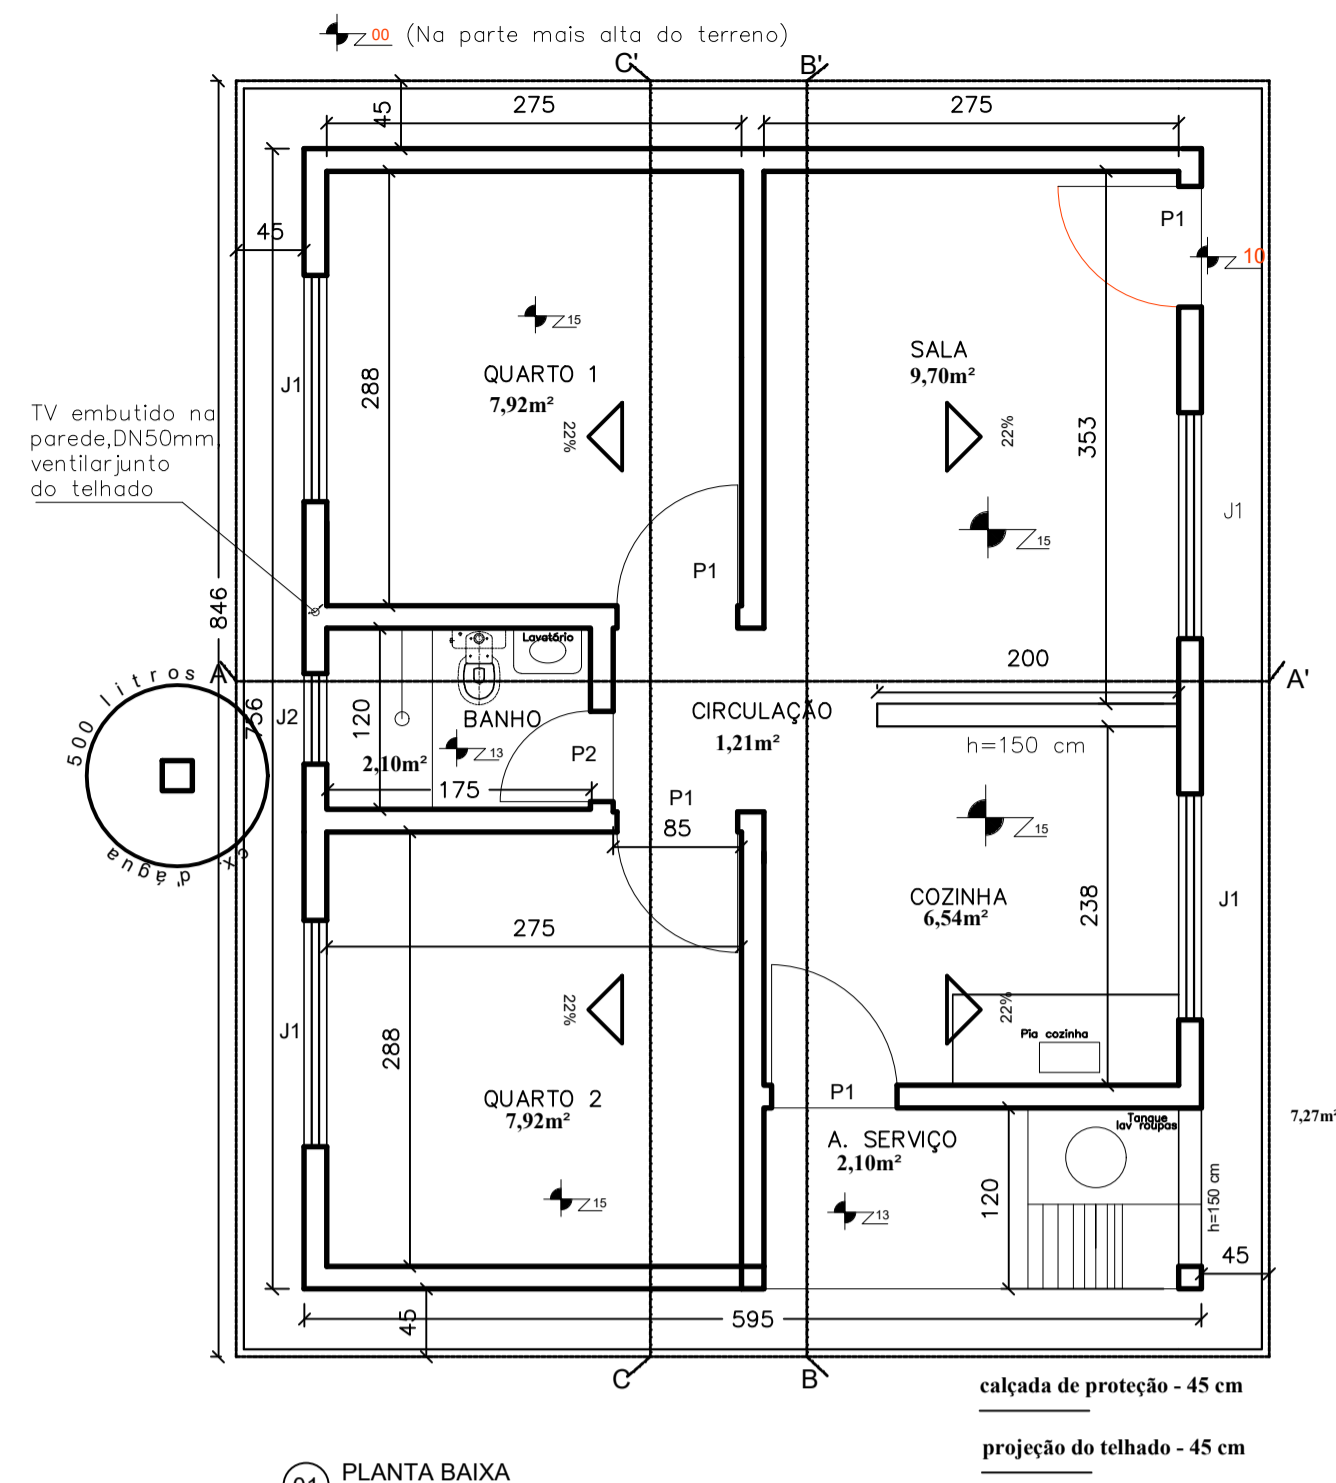 00 (Na parte mais alta do terreno)
C' B'
275 275
45
P1
45
10
15
SALA
9,70m²
QUARTO 1
7,92m²
288
J1
22%
22%
353
TV embutido na
parede,DN50mm,
ventilarjunto
do telhado
J1
15
P1
846
Lavatório
200
A A'
500 litros
cx. d'água
756
J2
120
BANHO
2,10m²
13
P2
175
CIRCULAÇÃO
1,21m²
h=150 cm
P1
85
15
COZINHA
6,54m²
238
J1
275
22%
22%
J1
288
Pia cozinha
QUARTO 2
7,92m²
P1
Tanque
lav roupas
7,27m²
A. SERVIÇO
2,10m²
120
h=150 cm
15
13
45
45
595
C B
calçada de proteção - 45 cm
projeção do telhado - 45 cm
01 PLANTA BAIXA